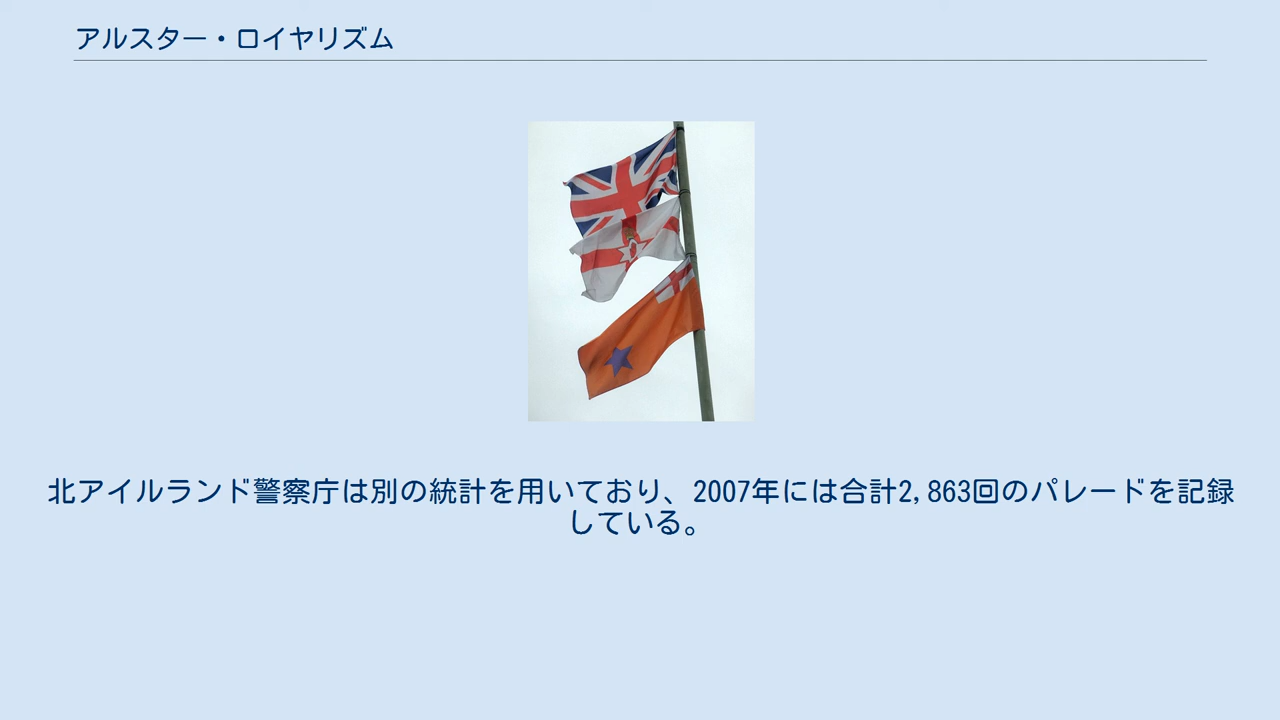 アルスター・ロイヤリズム
北アイルランド警察庁は別の統計を用いており、2007年には合計2,863回のパレードを記録
している。